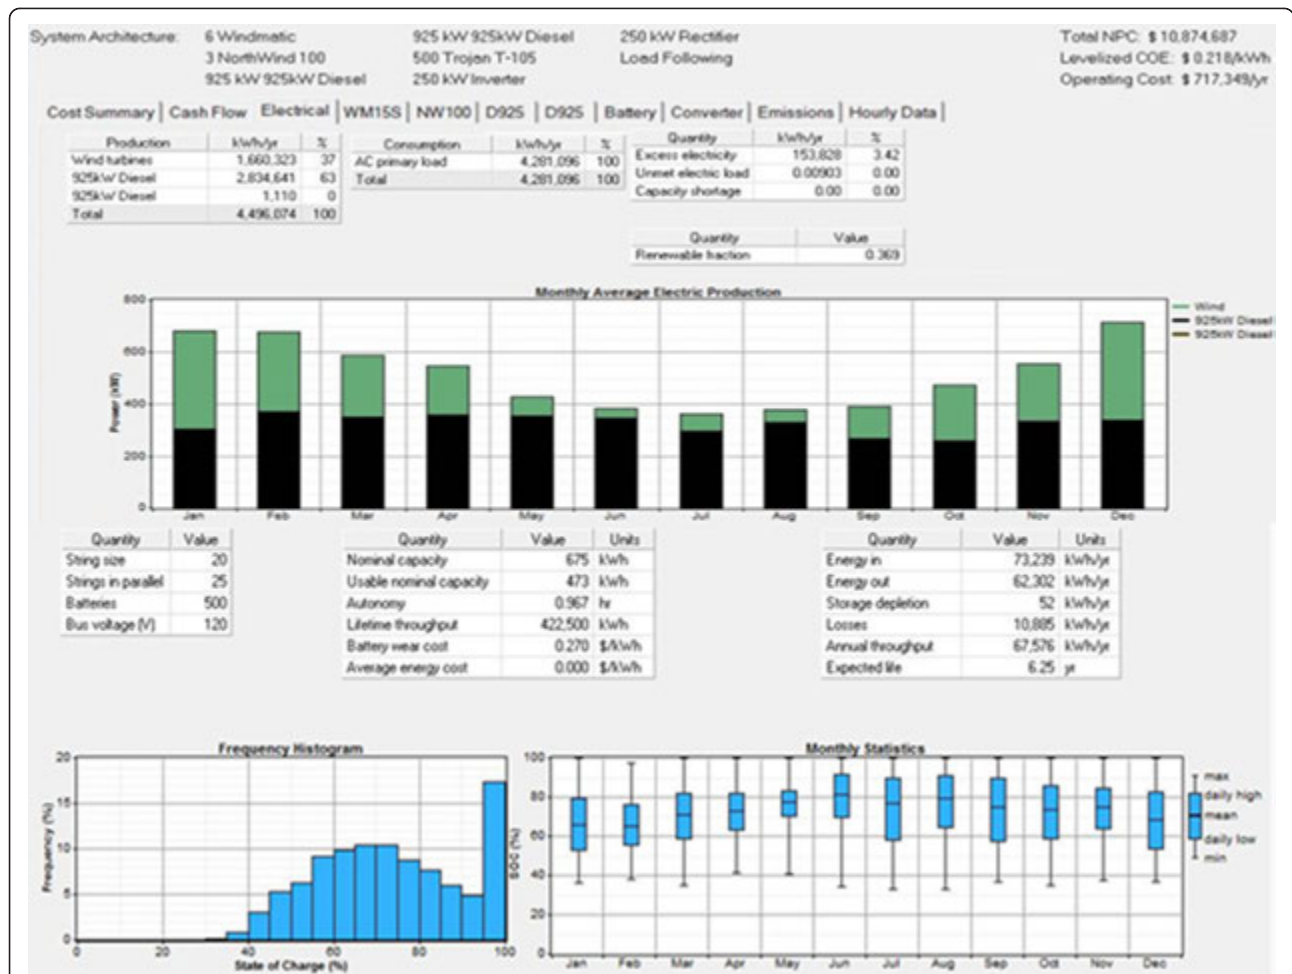 System Architecture: 6 Windmatic 925 kW 925kW Diesel 250 kW Rectifier Total NPC: $ 10,874,687
3 NorthWind 100 500 Trojan T-105 Load Following Levelized COE: $ 0.218/kWh
925 kW 925kW Diesel 250 kW Inverter Operating Cost: $ 717,349/yr
Cost Summary Cash Flow Electrical WM15S NW100 D925 D925 Battery Converter Emissions Hourly Data
Production kWh/yr %
Wind turbines 1,660,323 37
925kW Diesel 2,834,641 63
925kW Diesel 1,110 0
Total 4,496,074 100
Consumption kWh/yr %
AC primary load 4,281,096 100
Total 4,281,096 100
Quantity kWh/yr %
Excess electricity 153,828 3.42
Unmet electric load 0.00903 0.00
Capacity shortage 0.00 0.00
Quantity Value
Renewable fraction 0.369
Monthly Average Electric Production
Power (kW)
800
600
400
200
0
Jan Feb Mar Apr May Jun Jul Aug Sep Oct Nov Dec
Wind
925kW Diesel
925kW Diesel
Quantity Value
String size 20
Strings in parallel 25
Batteries 500
Bus voltage (V) 120
Quantity Value Units
Nominal capacity 675 kWh
Usable nominal capacity 473 kWh
Autonomy 0.967 hr
Lifetime throughput 422,500 kWh
Battery wear cost 0.270 $/kWh
Average energy cost 0.000 $/kWh
Quantity Value Units
Energy in 73,239 kWh/yr
Energy out 62,302 kWh/yr
Storage depletion 52 kWh/yr
Losses 10,885 kWh/yr
Annual throughput 67,576 kWh/yr
Expected life 6.25 yr
Frequency Histogram
Frequency (%)
20
15
10
5
0
0 20 40 60 80 100
State of Charge (%)
Monthly Statistics
SOC (%)
100
80
60
40
20
0
Jan Feb Mar Apr May Jun Jul Aug Sep Oct Nov Dec
max
daily high
mean
daily low
min